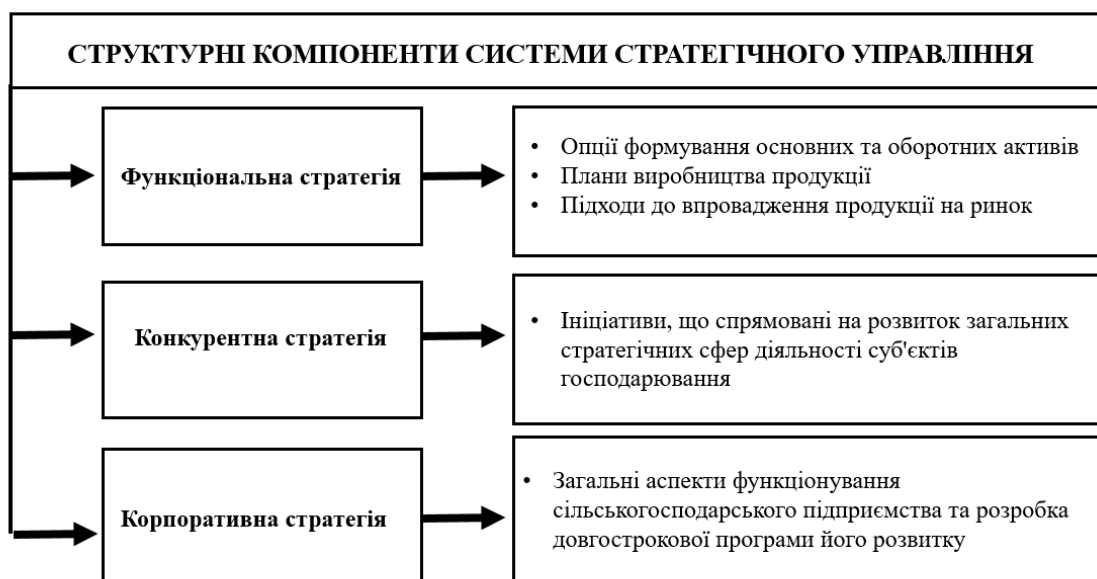 СТРУКТУРНІ КОМПОНЕНТИ СИСТЕМИ СТРАТЕГІЧНОГО УПРАВЛІННЯ
Функціональна стратегія
• Опції формування основних та оборотних активів
• Плани виробництва продукції
• Підходи до впровадження продукції на ринок
Конкурентна стратегія
• Ініціативи, що спрямовані на розвиток загальних
стратегічних сфер діяльності суб'єктів
господарювання
Корпоративна стратегія
• Загальні аспекти функціонування
сільськогосподарського підприємства та розробка
довгострокової програми його розвитку